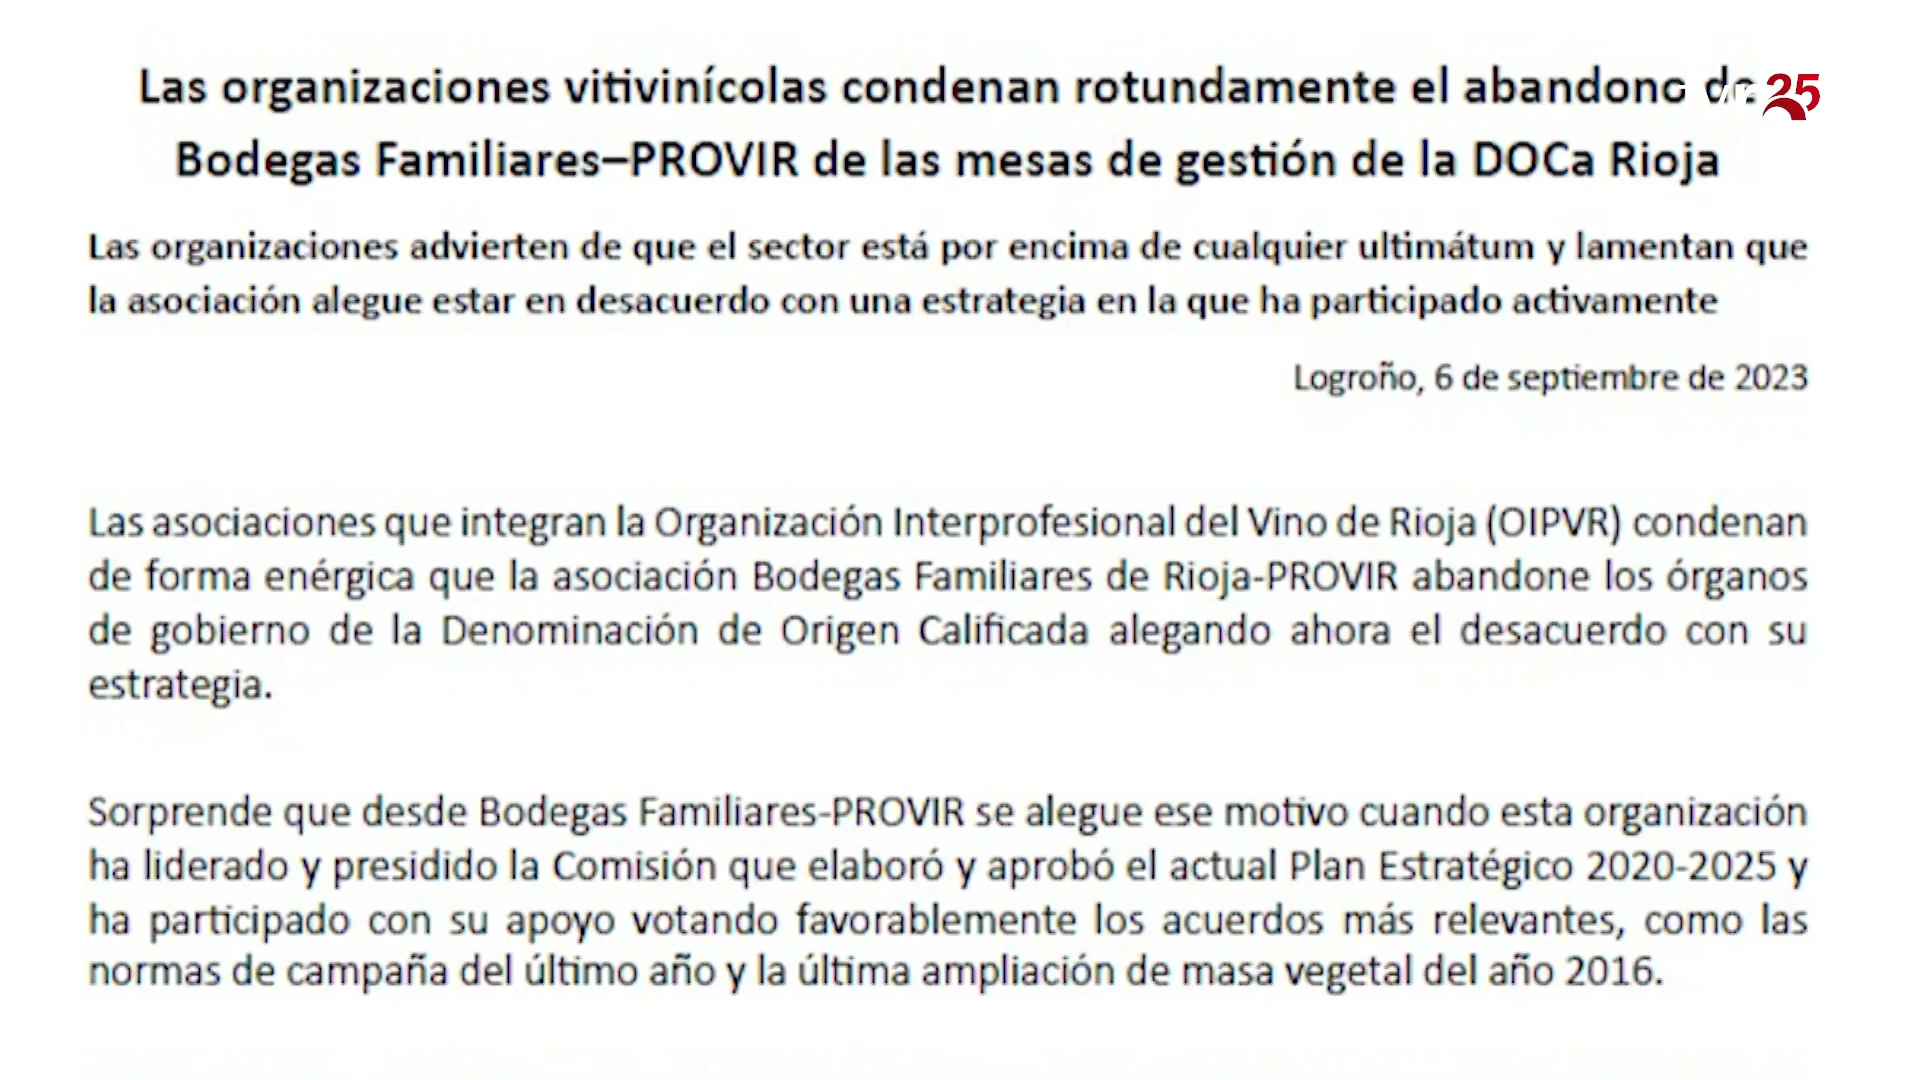 Las organizaciones vitivinícolas condenan rotundamente el abandono de
25
Bodegas Familiares–PROVIR de las mesas de gestión de la DOCa Rioja
Las organizaciones advierten de que el sector está por encima de cualquier ultimátum y lamentan que
la asociación alegue estar en desacuerdo con una estrategia en la que ha participado activamente
Logroño, 6 de septiembre de 2023
Las asociaciones que integran la Organización Interprofesional del Vino de Rioja (OIPVR) condenan
de forma enérgica que la asociación Bodegas Familiares de Rioja-PROVIR abandone los órganos
de gobierno de la Denominación de Origen Calificada alegando ahora el desacuerdo con su
estrategia.
Sorprende que desde Bodegas Familiares-PROVIR se alegue ese motivo cuando esta organización
ha liderado y presidido la Comisión que elaboró y aprobó el actual Plan Estratégico 2020-2025 y
ha participado con su apoyo votando favorablemente los acuerdos más relevantes, como las
normas de campaña del último año y la última ampliación de masa vegetal del año 2016.